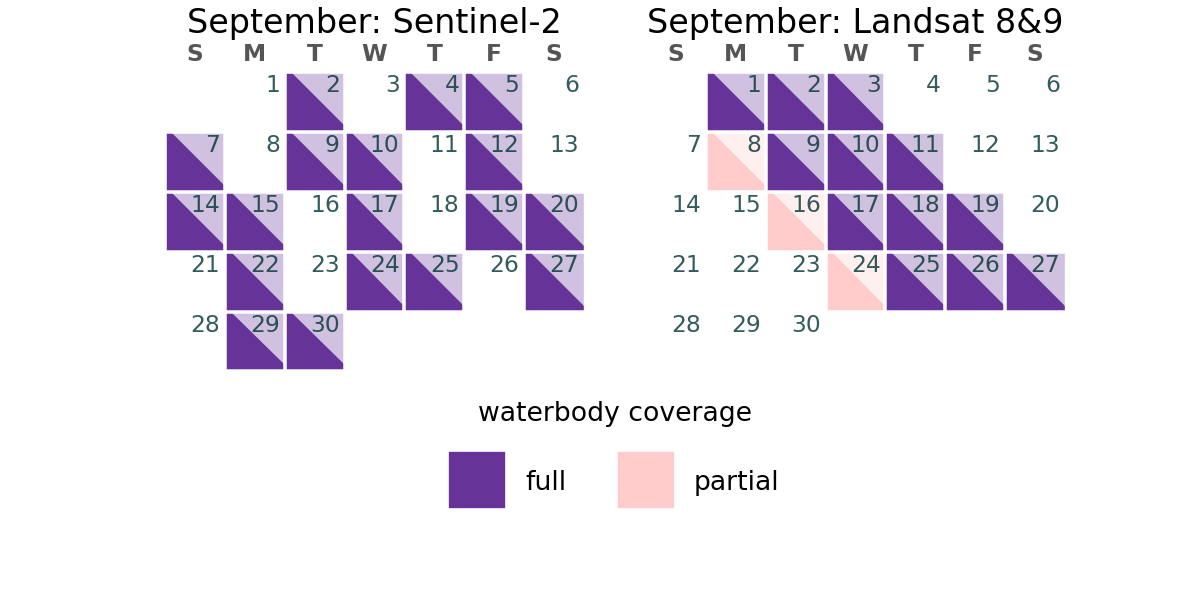 September: Sentinel-2
S M T W T F S
1 2 3 4 5 6
7 8 9 10 11 12 13
14 15 16 17 18 19 20
21 22 23 24 25 26 27
28 29 30
September: Landsat 8&9
S M T W T F S
1 2 3 4 5 6
7 8 9 10 11 12 13
14 15 16 17 18 19 20
21 22 23 24 25 26 27
28 29 30
waterbody coverage
full
partial